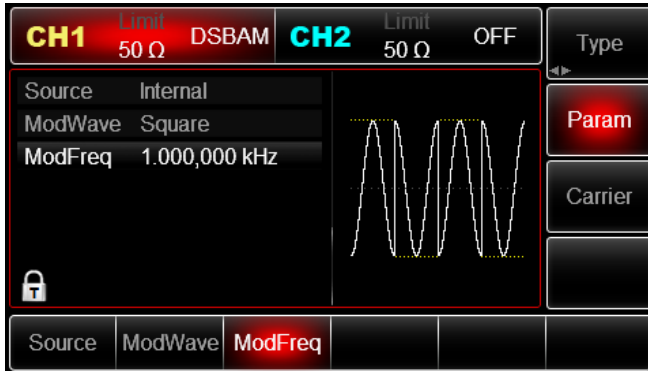 CH1 Limit 50 Ω DSBAM CH2 Limit 50 Ω OFF Type
Source Internal
ModWave Square
ModFreq 1.000,000 kHz
Param
Carrier
T
Source ModWave ModFreq